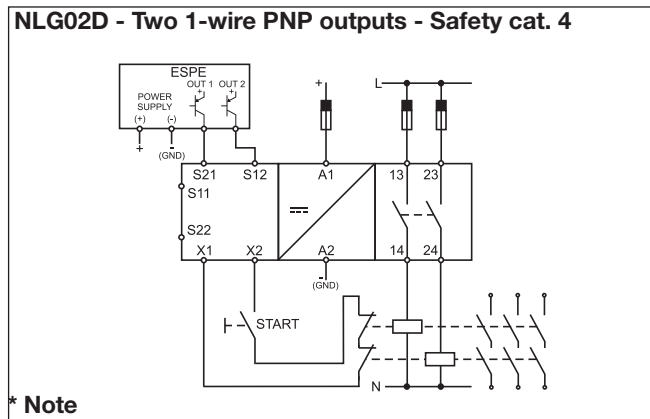 NLG02D - Two 1-wire PNP outputs - Safety cat. 4
ESPE
OUT 1 OUT 2
POWER
SUPPLY
(+) (-)
+ +
+ -
(GND)
+ L
S21 S12 A1 13 23
S11
S22
X1 X2 A2 14 24
-
(GND)
START
N
* Note